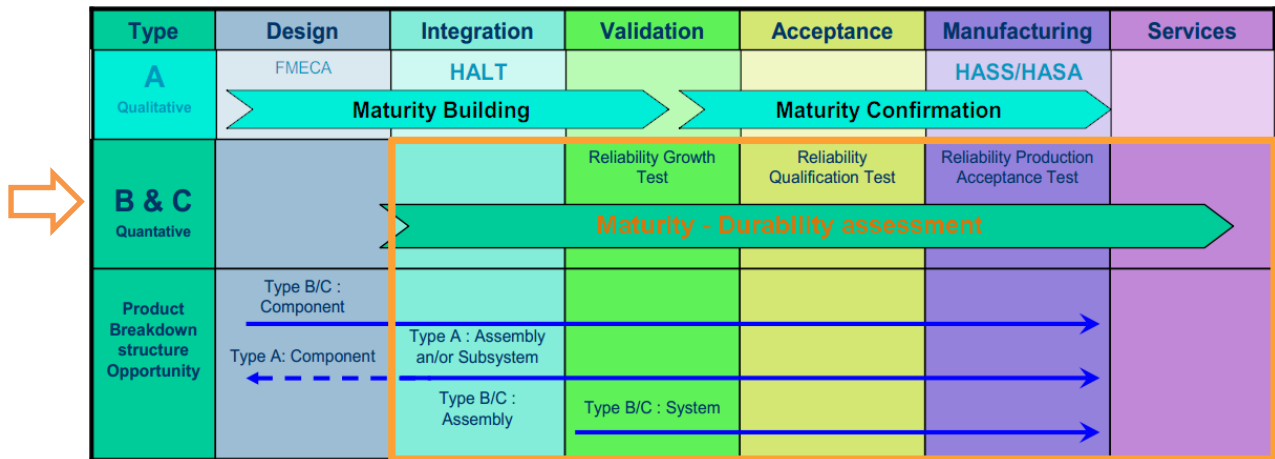 Type Design Integration Validation Acceptance Manufacturing Services
A
Qualitative
FMECA
HALT
HASS/HASA
Maturity Building
Maturity Confirmation
B & C
Quantative
Reliability Growth
Test
Reliability
Qualification Test
Reliability Production
Acceptance Test
Maturity - Durability assessment
Product
Breakdown
structure
Opportunity
Type B/C :
Component
Type A: Component
Type A : Assembly
an/or Subsystem
Type B/C :
Assembly
Type B/C : System